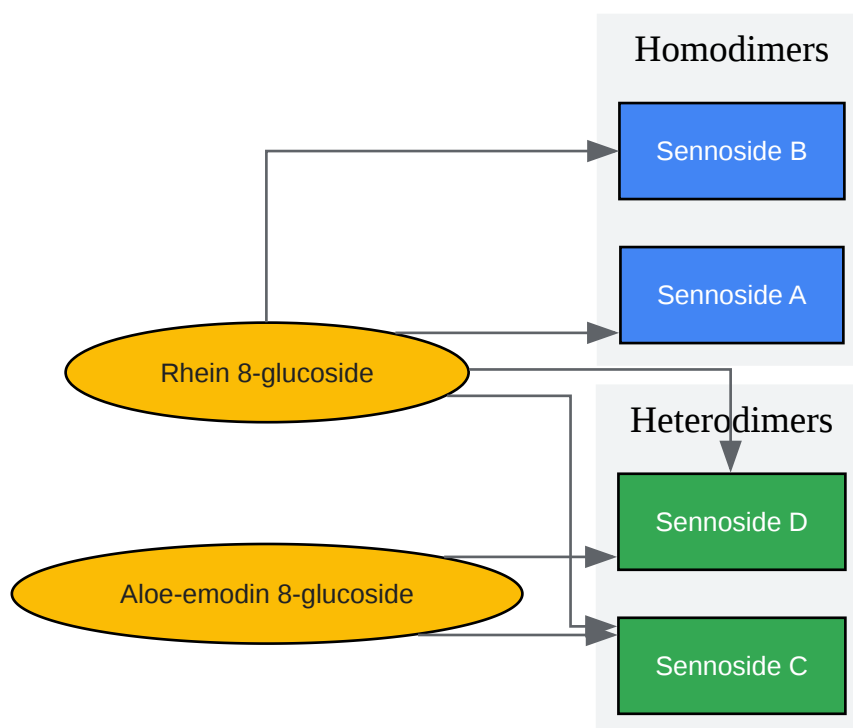 Homodimers
Sennoside B
Sennoside A
Rhein 8-glucoside
Heterodimers
Sennoside D
Aloe-emodin 8-glucoside
Sennoside C